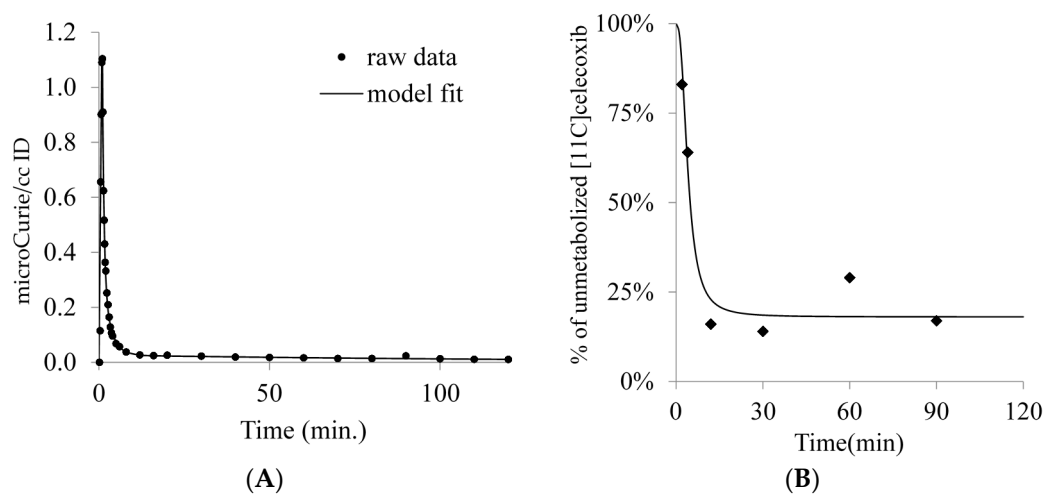 1.2
1.0
0.8
0.6
0.4
0.2
0.0
microCurie/cc ID
raw data
model fit
0
50
100
Time (min.)
(A)
100%
75%
50%
25%
0%
% of unmetabolized [11C]celecoxib
0
30
60
90
120
Time(min)
(B)